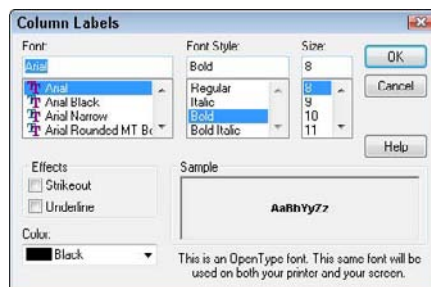 Column Labels
Font: Font Style: Size:
Arial Bold 8 OK
Arial Regular 8 Cancel
Arial Black Italic 9
Arial Narrow Bold 10
Arial Rounded MT Bo Bold Italic 11
Help
Effects Sample
Strikeout
Underline AaBbYyZz
Color:
Black
This is an OpenType font. This same font will be
used on both your printer and your screen.